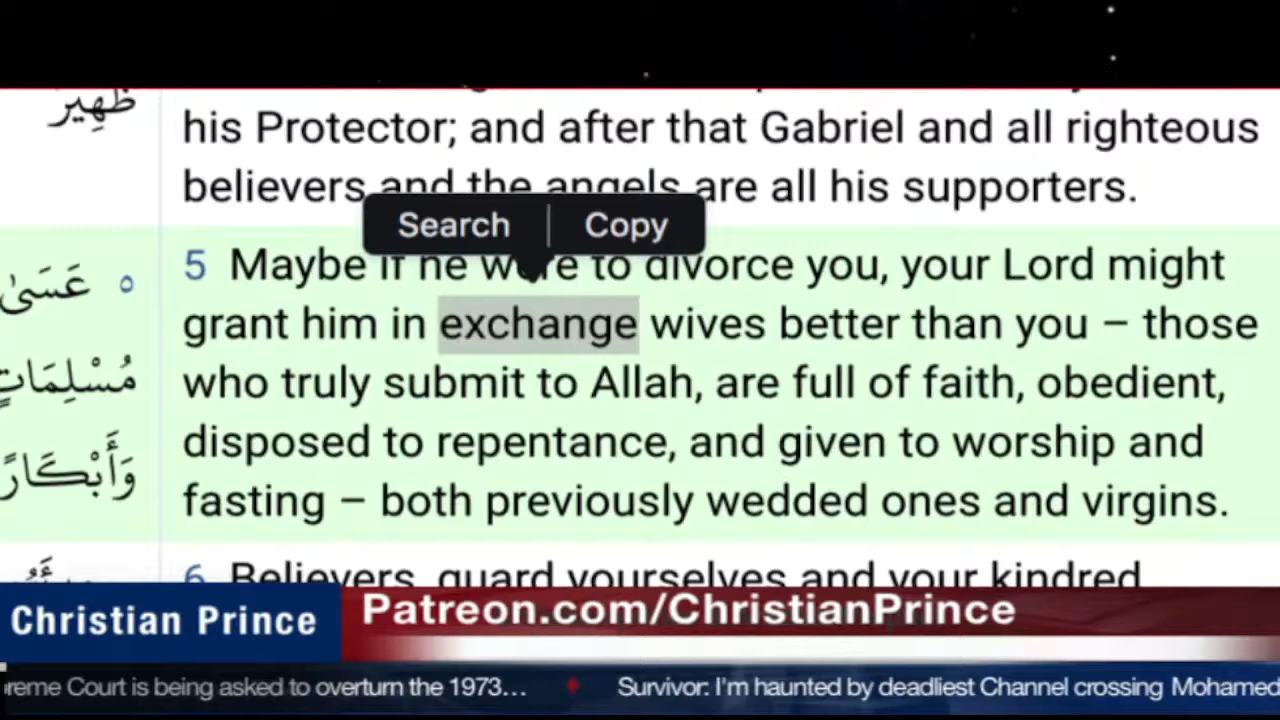 ظَهِيرٌ
his Protector; and after that Gabriel and all righteous
believers and the angels are all his supporters.
Search
Copy
٥ عَسَىٰ
5 Maybe if he were to divorce you, your Lord might
grant him in exchange wives better than you – those
مُسْلِمَاتٍ
who truly submit to Allah, are full of faith, obedient,
disposed to repentance, and given to worship and
وَأَبْكَارًا
fasting – both previously wedded ones and virgins.
6 Believers, guard yourselves and your kindred
Christian Prince
Patreon.com/ChristianPrince
reme Court is being asked to overturn the 1973...
Survivor: I'm haunted by deadliest Channel crossing Mohamed